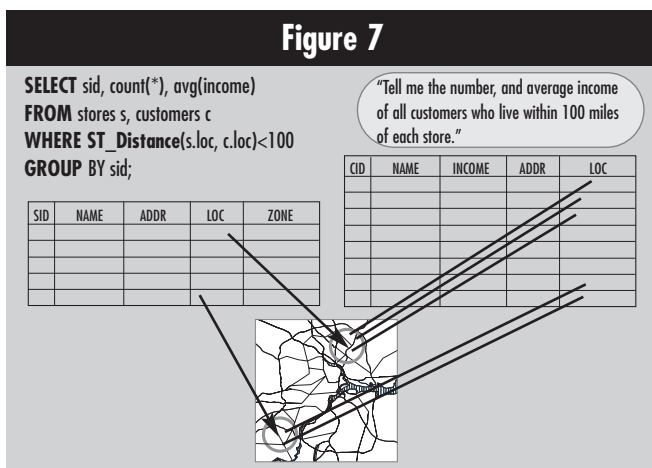 Figure 7
SELECT sid, count(*), avg(income)
FROM stores s, customers c
WHERE ST_Distance(s.loc, c.loc)<100
GROUP BY sid;
“Tell me the number, and average income
of all customers who live within 100 miles
of each store.”
CID NAME INCOME ADDR LOC
SID NAME ADDR LOC ZONE